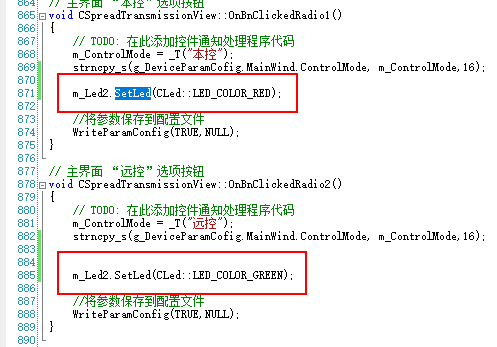 864 // 主界面 “本控”选项按钮
865 void CSpreadTransmissionView::OnBnClickedRadio1()
866 {
867 // TODO: 在此添加控件通知处理程序代码
868 m_ControlMode = _T("本控");
869 strncpy_s(g_DeviceParamCofig.MainWind.ControlMode, m_ControlMode,16);
870
871 m_Led2.SetLed(CLed::LED_COLOR_RED);
872
873 //将参数保存到配置文件
874 WriteParamConfig(TRUE,NULL);
875 }
876
877 // 主界面 “远控”选项按钮
878 void CSpreadTransmissionView::OnBnClickedRadio2()
879 {
880 // TODO: 在此添加控件通知处理程序代码
881 m_ControlMode = _T("远控");
882 strncpy_s(g_DeviceParamCofig.MainWind.ControlMode, m_ControlMode,16);
883
884
885 m_Led2.SetLed(CLed::LED_COLOR_GREEN);
886
887 //将参数保存到配置文件
888 WriteParamConfig(TRUE,NULL);
889 }
890